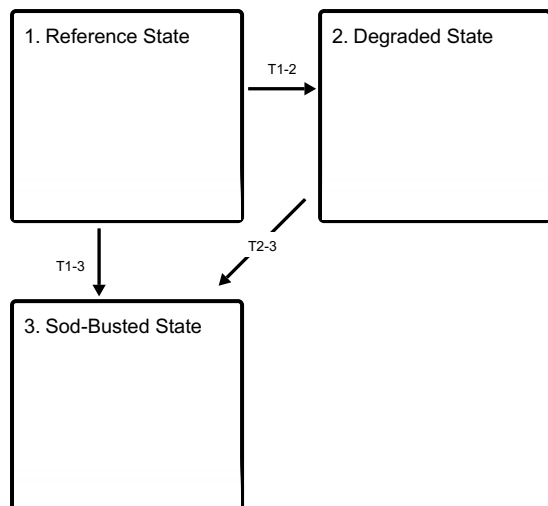 1. Reference State
2. Degraded State
T1-2
T1-3
T2-3
3. Sod-Busted State